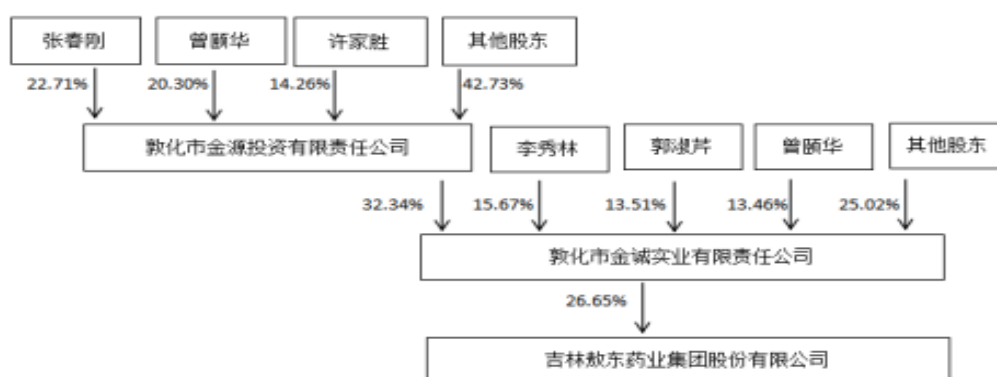 张春刚 曾颐华 许家胜 其他股东
22.71% 20.30% 14.26% 42.73%
敦化市金源投资有限责任公司 李秀林 郭淑芹 曾颐华 其他股东
32.34% 15.67% 13.51% 13.46% 25.02%
敦化市金诚实业有限责任公司
26.65%
吉林敖东药业集团股份有限公司